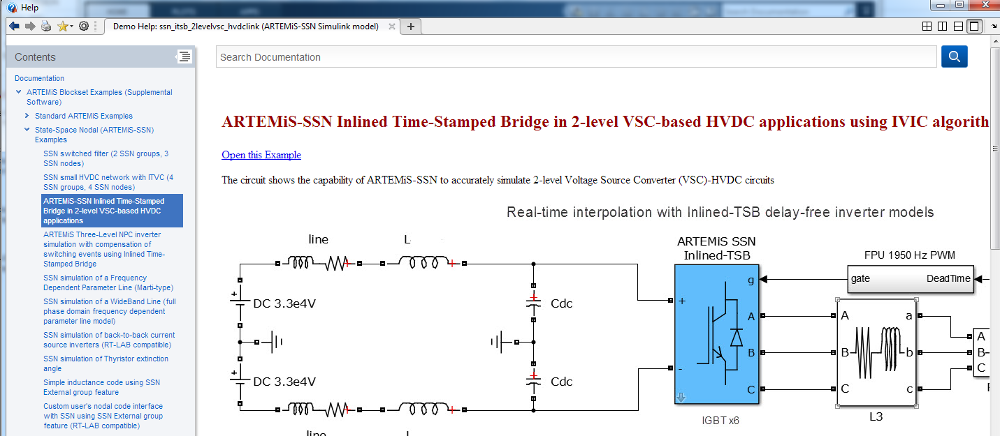 Help
Demo Help: ssn_itsb_2levelvsc_hvdclink (ARTEMiS-SSN Simulink model)
Contents
Search Documentation
Documentation
ARTEMiS Blockset Examples (Supplemental
Software)
Standard ARTEMiS Examples
State-Space Nodal (ARTEMiS-SSN)
Examples
SSN switched filter (2 SSN groups, 3
SSN nodes)
SSN small HVDC network with ITVC (4
SSN groups, 4 SSN nodes)
ARTEMiS-SSN Inlined Time-Stamped
Bridge in 2-level VSC-based HVDC
applications
ARTEMiS Three-Level NPC inverter
simulation with compensation of
switching events using Inlined Time-
Stamped Bridge
SSN simulation of a Frequency
Dependent Parameter Line (Marti-type)
SSN simulation of a WideBand Line (full
phase domain frequency dependent
parameter line model)
SSN simulation of back-to-back current
source inverters (RT-LAB compatible)
SSN simulation of Thyristor extinction
angle
Simple inductance code using SSN
External group feature
Custom user's nodal code interface
with SSN using SSN External group
feature (RT-LAB compatible)
ARTEMiS-SSN Inlined Time-Stamped Bridge in 2-level VSC-based HVDC applications using IVIC algorith
Open this Example
The circuit shows the capability of ARTEMiS-SSN to accurately simulate 2-level Voltage Source Converter (VSC)-HVDC circuits
Real-time interpolation with Inlined-TSB delay-free inverter models
line
L
ARTEMiS SSN
Inlined-TSB
FPU 1950 Hz PWM
gate
DeadTime
g
+
+
DC 3.3e4V
+
Cdc
+
A
B
C
-
A
B
C
a
b
c
A
B
C
+
DC 3.3e4V
+
Cdc
+
+
IGBT x6
L3
line
L